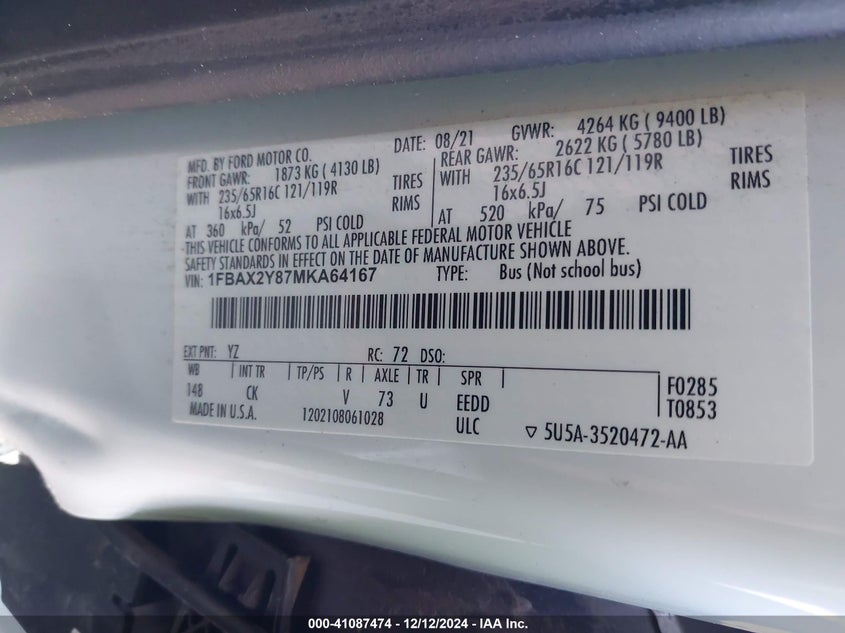 MFD. BY FORD MOTOR CO. DATE: 08/21 GVWR: 4264 KG ( 9400 LB)
FRONT GAWR: 1873 KG ( 4130 LB) REAR GAWR: 2622 KG ( 5780 LB)
WITH 235/65R16C 121/119R TIRES WITH 235/65R16C 121/119R TIRES
16x6.5J RIMS 16x6.5J RIMS
AT 360 kPa/ 52 PSI COLD AT 520 kPa/ 75 PSI COLD
THIS VEHICLE CONFORMS TO ALL APPLICABLE FEDERAL MOTOR VEHICLE
SAFETY STANDARDS IN EFFECT ON THE DATE OF MANUFACTURE SHOWN ABOVE.
VIN: 1FBAX2Y87MKA64167 TYPE: Bus (Not school bus)
EXT PNT: YZ RC: 72 DSO:
WB INT TR TP/PS R AXLE TR SPR
148 CK V 73 U EEDD
F0285
MADE IN U.S.A. 1202108061028 ULC
T0853
▽ 5U5A-3520472-AA
000-41087474 - 12/12/2024 - IAA Inc.